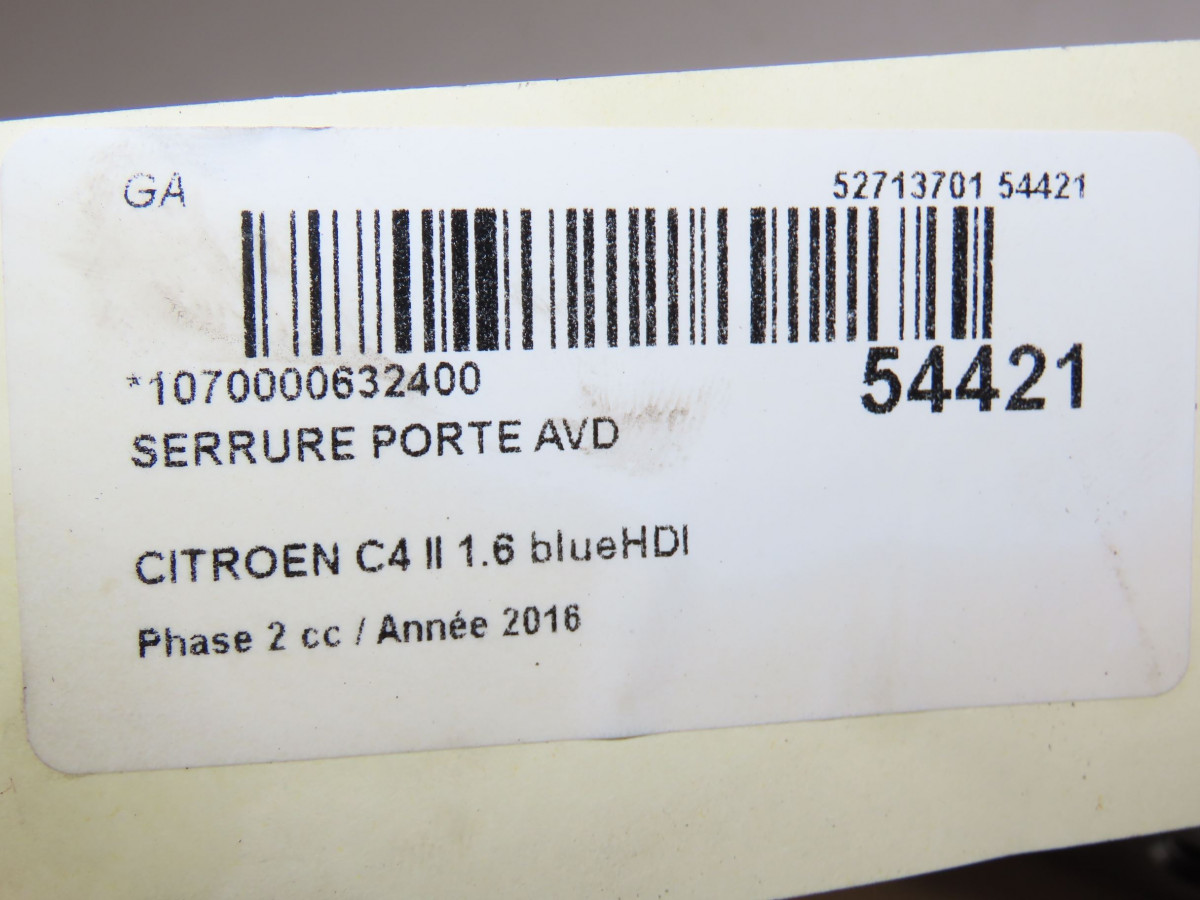 GA
52713701 54421
*1070000632400
54421
SERRURE PORTE AVD
CITROEN C4 II 1.6 blueHDI
Phase 2 cc / Année 2016